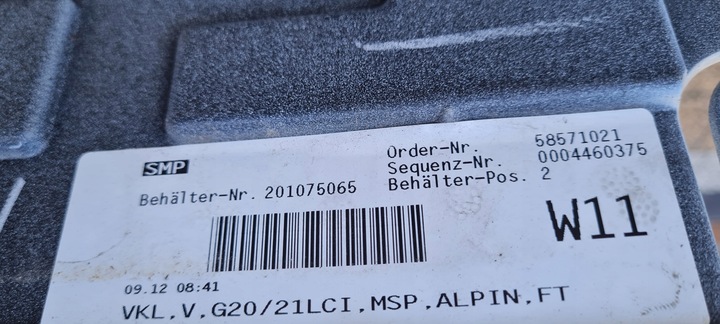 SMP
Order-Nr. 58571021
Sequenz-Nr. 0004460375
Behälter-Nr. 201075065
Behälter-Pos. 2
W11
09.12 08:41
VKL.V.G20/21LCI.MSP.ALPIN.FT